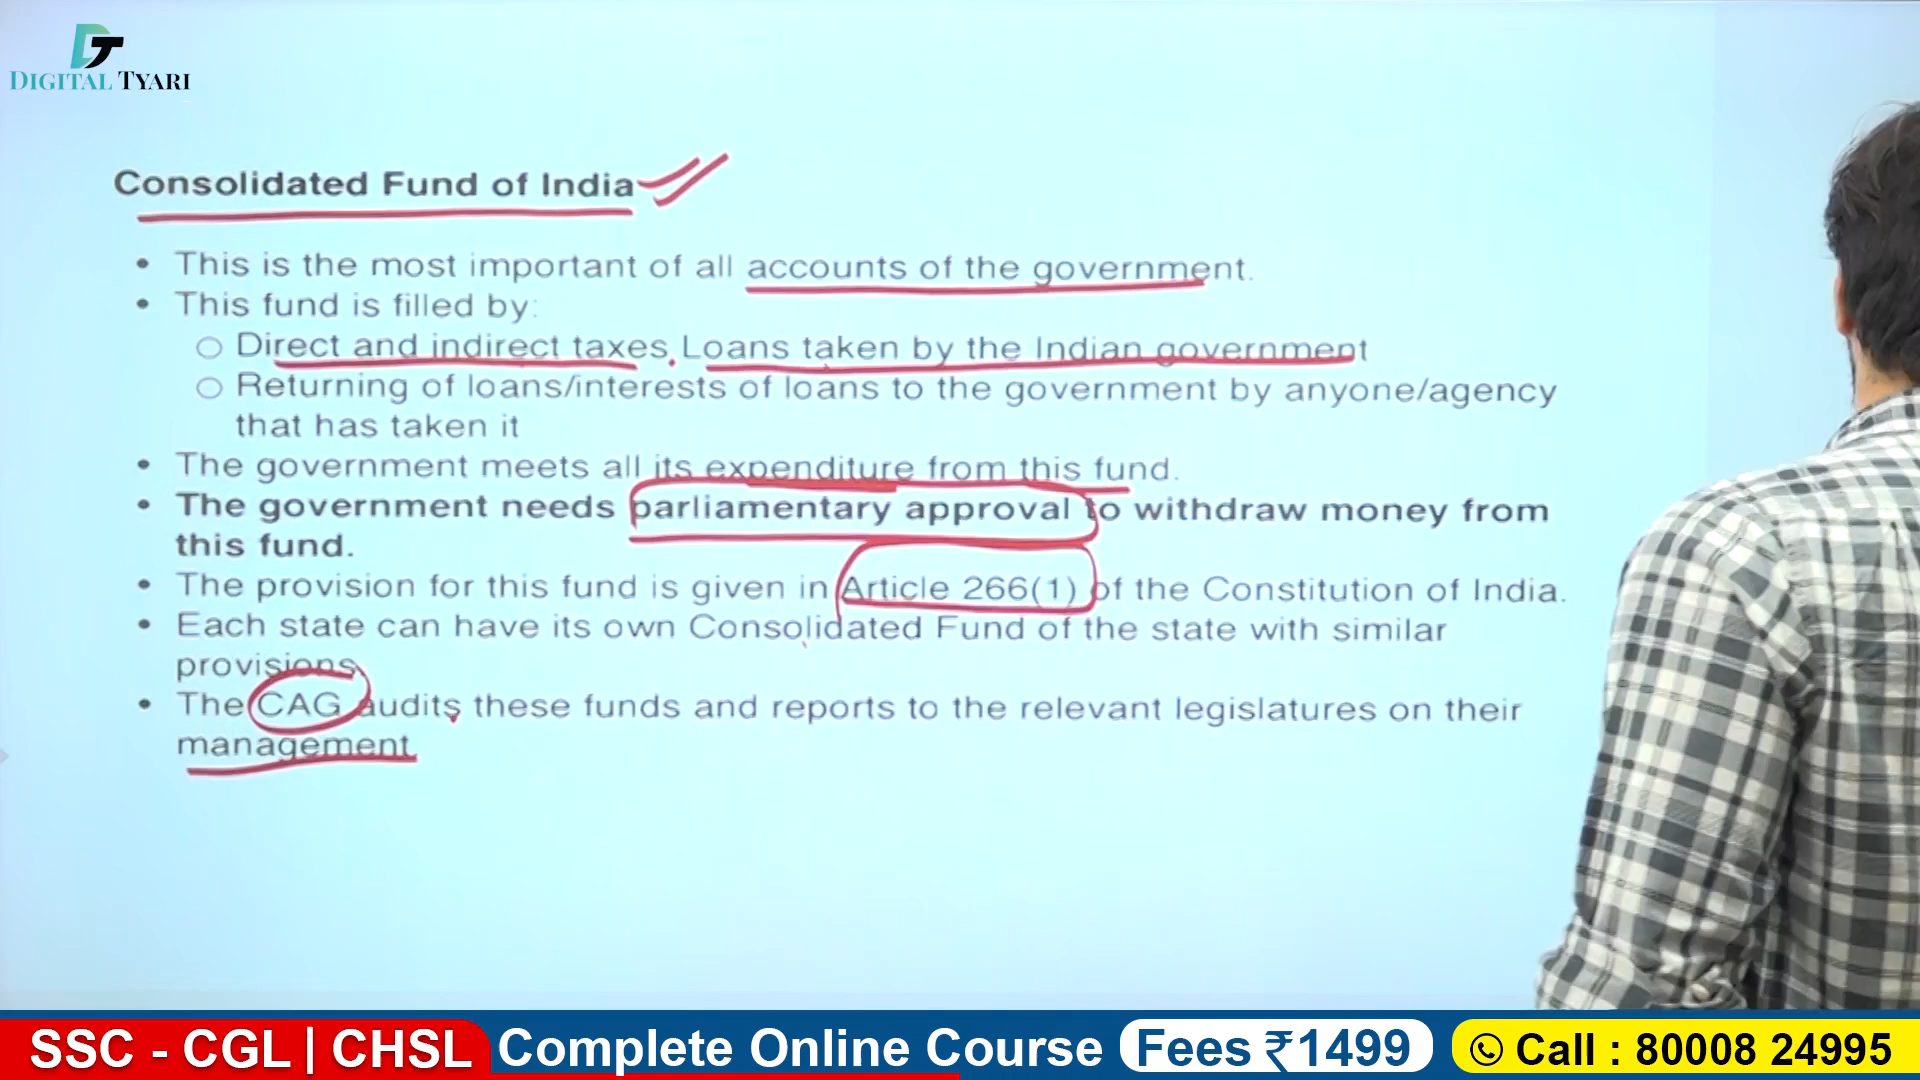 DT
DIGITAL TYARI
Consolidated Fund of India
• This is the most important of all accounts of the government.
• This fund is filled by:
○ Direct and indirect taxes, Loans taken by the Indian government
○ Returning of loans/interests of loans to the government by anyone/agency
that has taken it
• The government meets all its expenditure from this fund.
• The government needs parliamentary approval to withdraw money from
this fund.
• The provision for this fund is given in Article 266(1) of the Constitution of India.
• Each state can have its own Consolidated Fund of the state with similar
provisions.
• The CAG audits these funds and reports to the relevant legislatures on their
management
SSC - CGL | CHSL Complete Online Course Fees ₹1499 Call : 80008 24995